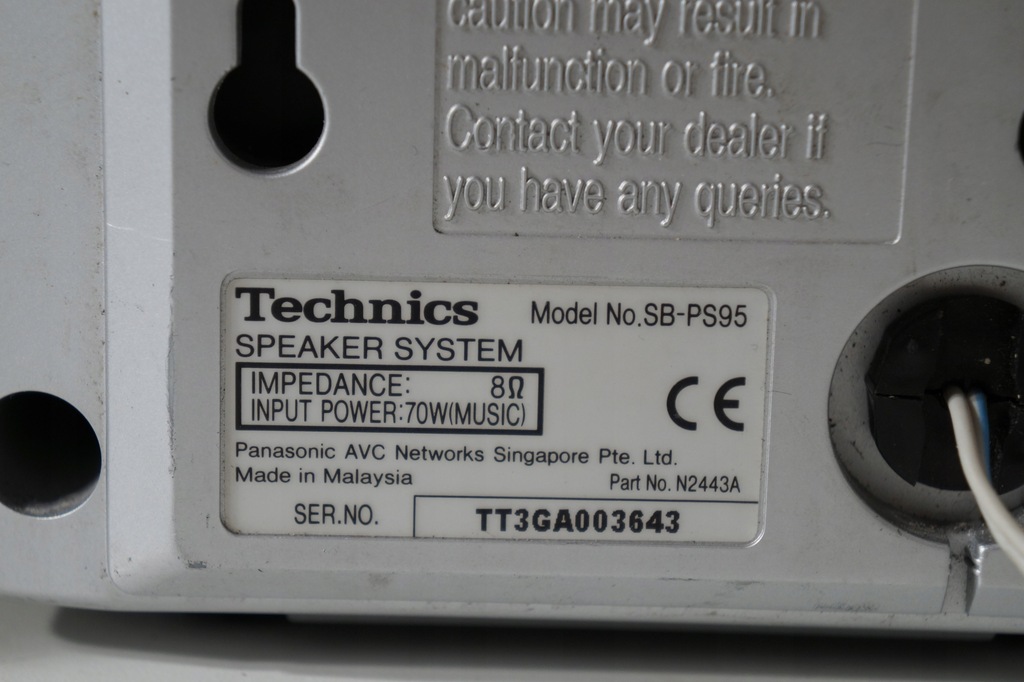 caution may result in
malfunction or fire.
Contact your dealer if
you have any queries.
Technics Model No.SB-PS95
SPEAKER SYSTEM
IMPEDANCE: 8Ω
INPUT POWER:70W(MUSIC)
CE
Panasonic AVC Networks Singapore Pte. Ltd.
Made in Malaysia Part No. N2443A
SER.NO. TT3GA003643